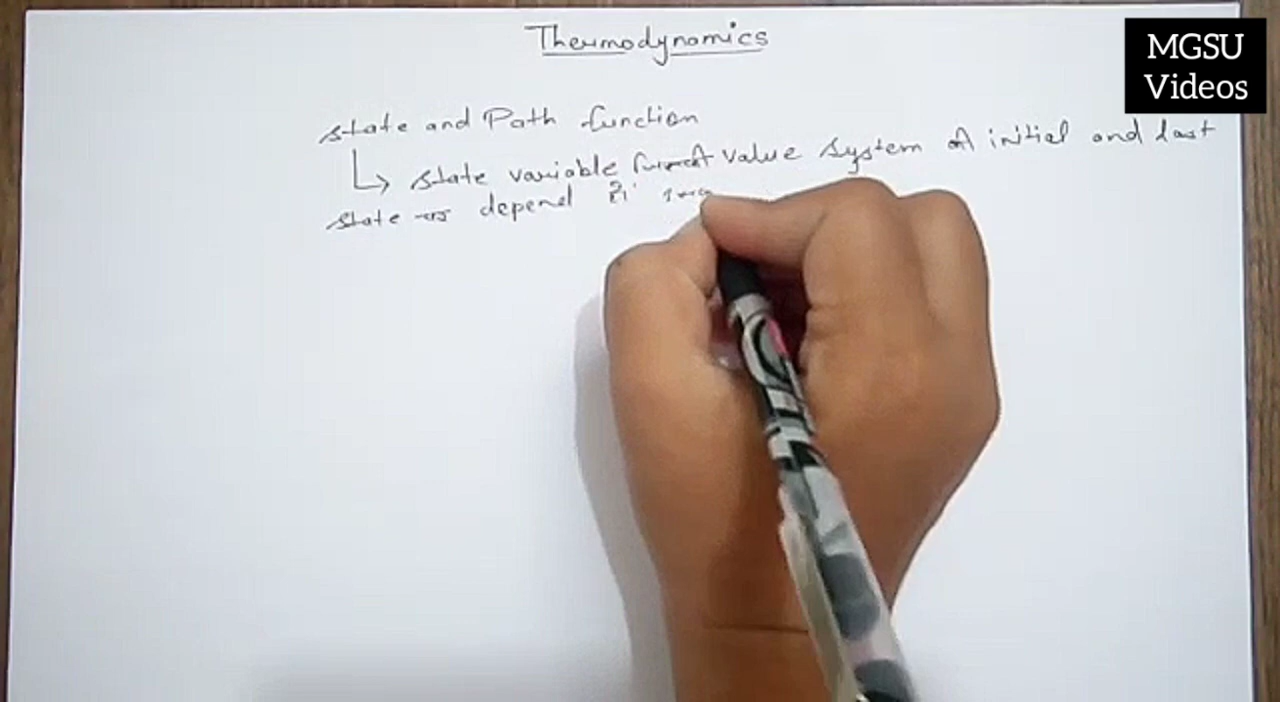 Thermodynamics
MGSU
Videos
state and Path function
↳ state variable value system of initial and last
state depend